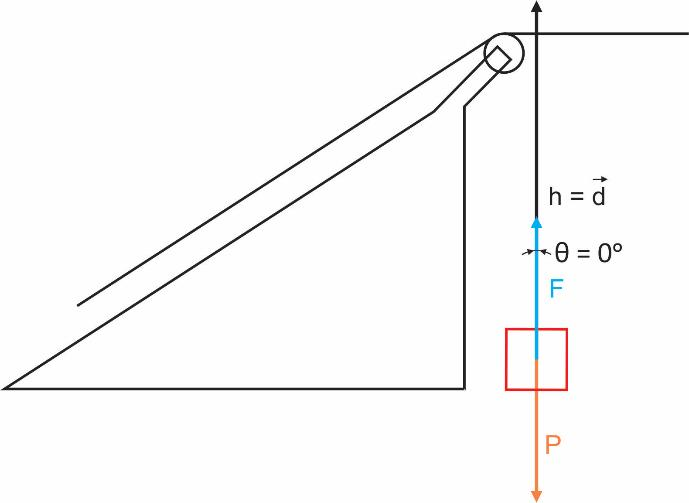 h = d⃗
θ = 0°
F
P